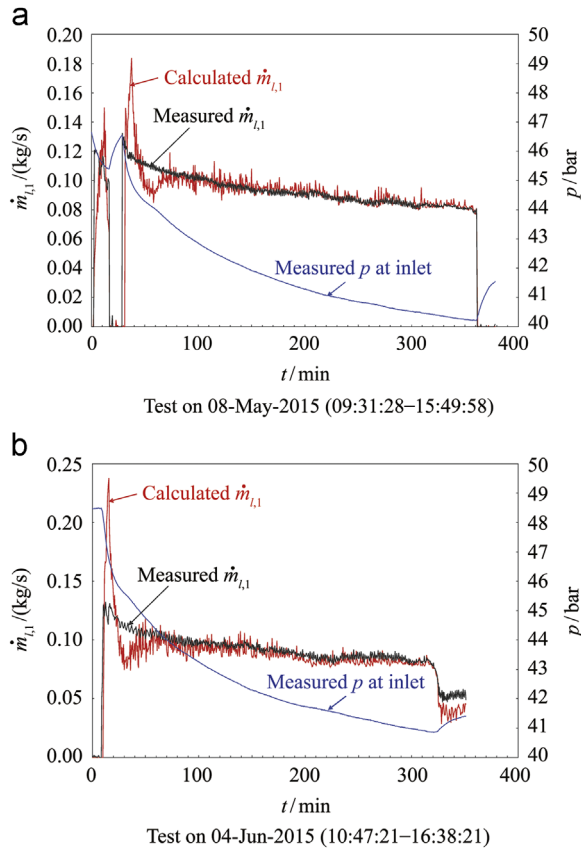 a
0.20 50
0.18 49
0.16 48
0.14 47
0.12 46
0.10 45
0.08 44
0.06 43
0.04 42
0.02 41
0.00 40
ṁl,1/(kg/s)
p/bar
Calculated ṁl,1
Measured ṁl,1
Measured p at inlet
0 100 200 300 400
t/min
Test on 08-May-2015 (09:31:28–15:49:58)
b
0.25 50
49
0.20 48
47
0.15 46
45
0.10 44
43
0.05 42
41
0.00 40
ṁl,1/(kg/s)
p/bar
Calculated ṁl,1
Measured ṁl,1
Measured p at inlet
0 100 200 300 400
t/min
Test on 04-Jun-2015 (10:47:21–16:38:21)